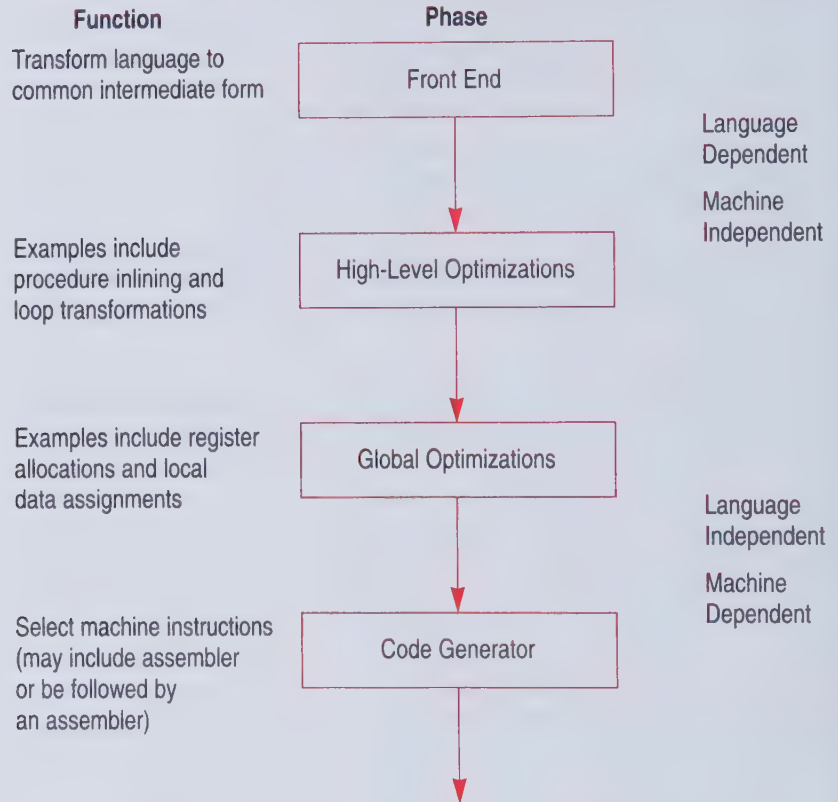 Function
Phase
Transform language to
common intermediate form
Front End
Language
Dependent
Machine
Independent
Examples include
procedure inlining and
loop transformations
High-Level Optimizations
Examples include register
allocations and local
data assignments
Global Optimizations
Language
Independent
Machine
Dependent
Select machine instructions
(may include assembler
or be followed by
an assembler)
Code Generator